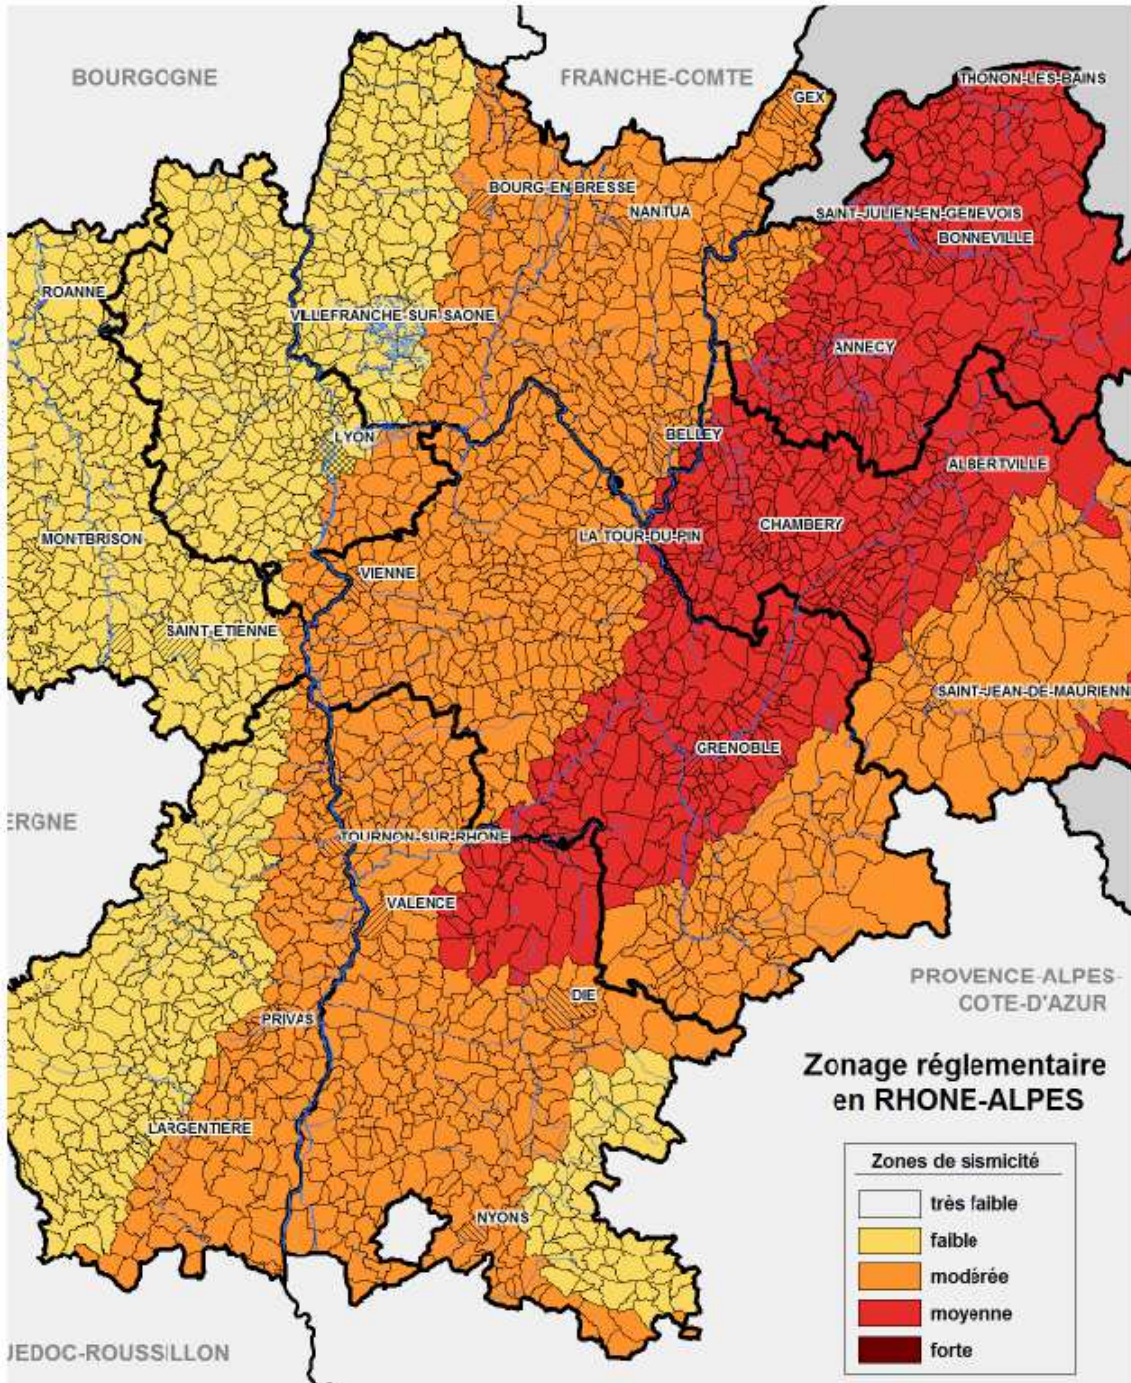 BOURGOGNE
FRANCHE-COMTE
THONON-LES-BAINS
GEX
BOURG-EN-BRESSE
NANTUA
SAINT-JULIEN-EN-GENEVOIS
BONNEVILLE
ROANNE
VILLEFRANCHE-SUR-SAONE
ANNECY
LYON
BELLEY
ALBERTVILLE
CHAMBERY
MONTBRISON
LA TOUR-DU-PIN
VIENNE
SAINT-ETIENNE
SAINT-JEAN-DE-MAURIENN
GRENOBLE
ERGNE
TOURNON-SUR-RHONE
VALENCE
PROVENCE-ALPES-
COTE-D'AZUR
DIE
PRIVAS
Zonage réglementaire
en RHONE-ALPES
LARGENTIERE
Zones de sismicité
très faible
faible
NYONS
modérée
moyenne
forte
UEDOC-ROUSSILLON